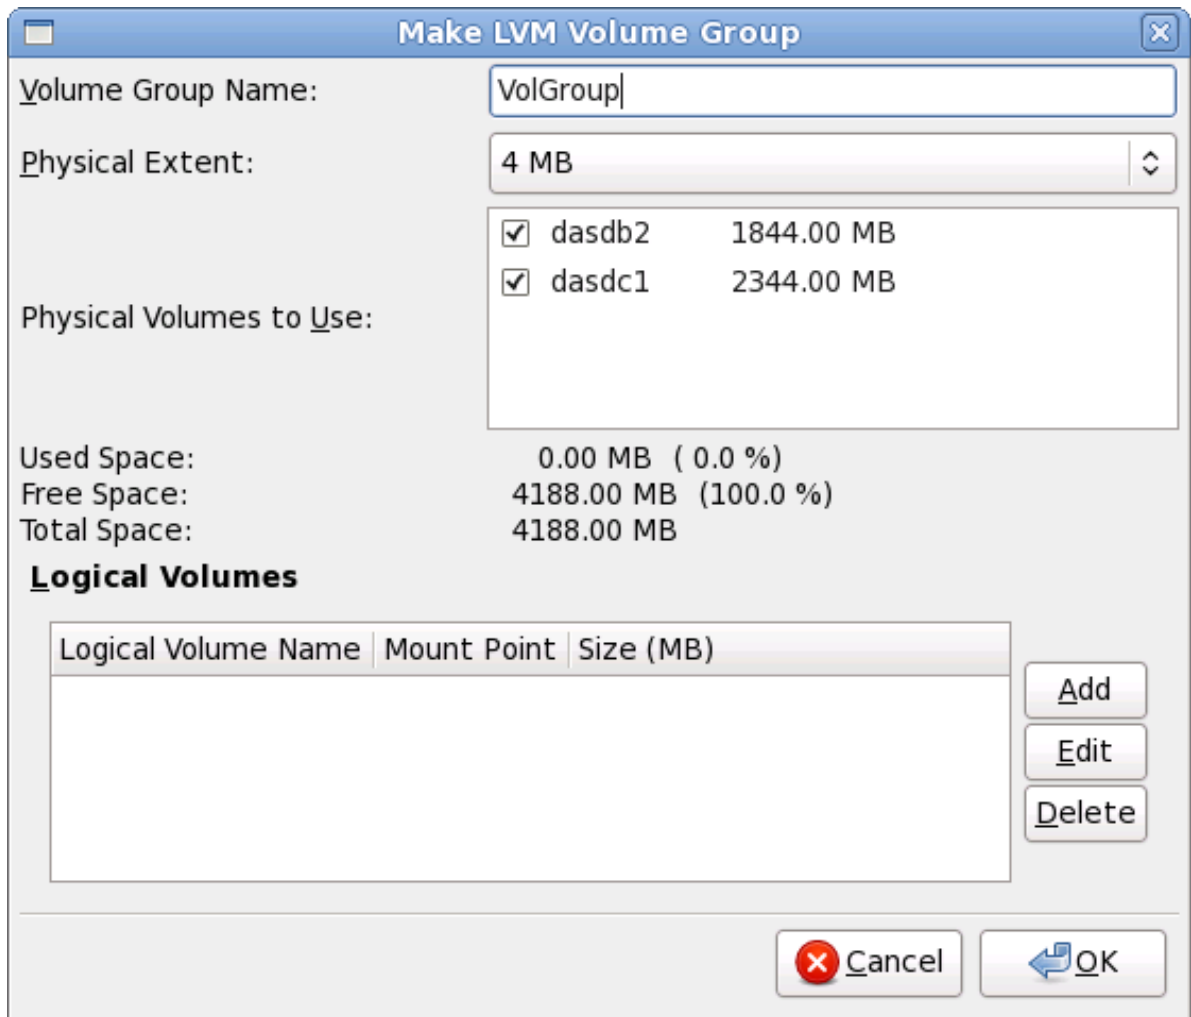 Make LVM Volume Group
Volume Group Name: VolGroup
Physical Extent: 4 MB
dasdb2 1844.00 MB
dasdc1 2344.00 MB
Physical Volumes to Use:
Used Space: 0.00 MB ( 0.0 %)
Free Space: 4188.00 MB (100.0 %)
Total Space: 4188.00 MB
Logical Volumes
Logical Volume Name Mount Point Size (MB)
Add
Edit
Delete
Cancel OK